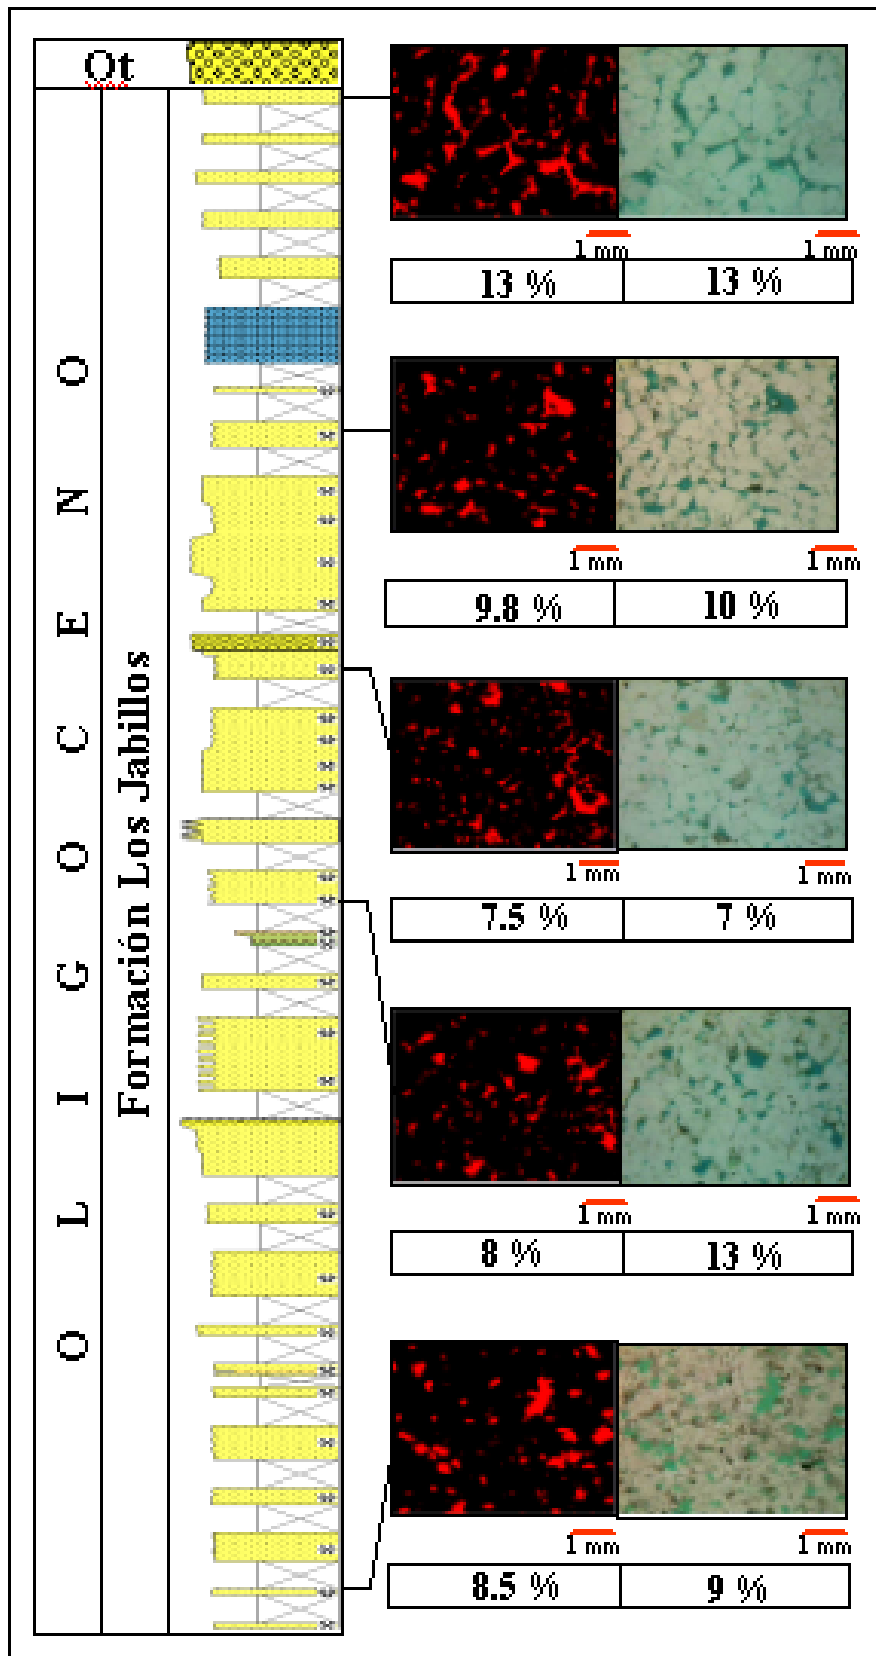 Ot
OLIGOCENO
Formación Los Jabillos
1 mm 1 mm
13 % 13 %
1 mm 1 mm
9.8 % 10 %
1 mm 1 mm
7.5 % 7 %
1 mm 1 mm
8 % 13 %
1 mm 1 mm
8.5 % 9 %